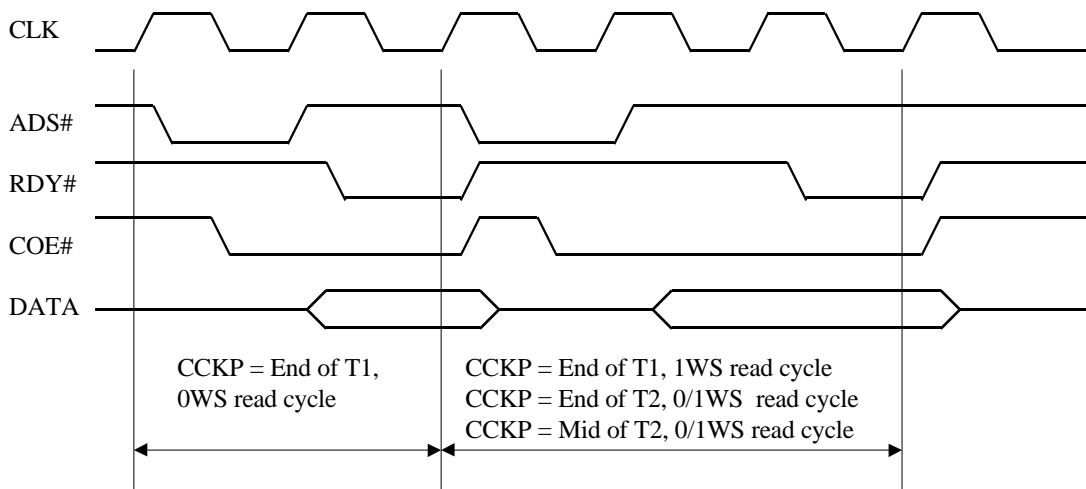 CLK
ADS#
RDY#
COE#
DATA
CCKP = End of T1,
0WS read cycle
CCKP = End of T1, 1WS read cycle
CCKP = End of T2, 0/1WS read cycle
CCKP = Mid of T2, 0/1WS read cycle